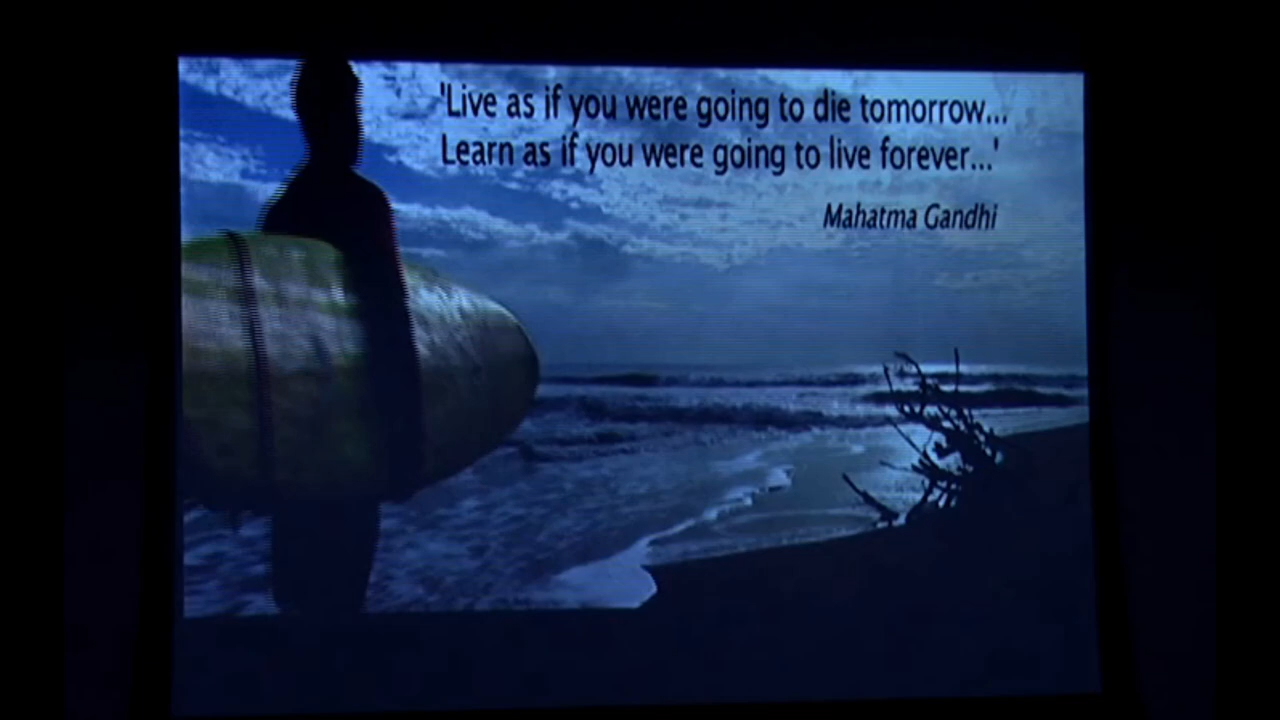 'Live as if you were going to die tomorrow...
Learn as if you were going to live forever...'
Mahatma Gandhi